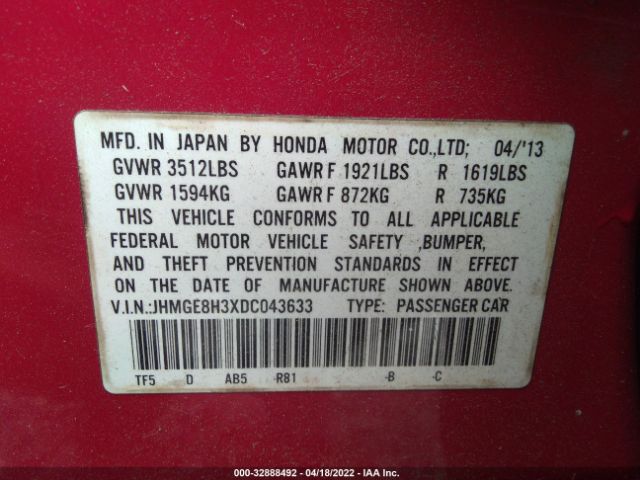 MFD. IN JAPAN BY HONDA MOTOR CO.,LTD; 04/'13
GVWR 3512LBS GAWR F 1921LBS R 1619LBS
GVWR 1594KG GAWR F 872KG R 735KG
THIS VEHICLE CONFORMS TO ALL APPLICABLE
FEDERAL MOTOR VEHICLE SAFETY ,BUMPER,
AND THEFT PREVENTION STANDARDS IN EFFECT
ON THE DATE OF MANUFACTURE SHOWN ABOVE.
V.I.N.:JHMGE8H3XDC043633 TYPE: PASSENGER CAR
TF5 D AB5 -R81 -B -C
000-32888492 - 04/18/2022 - IAA Inc.